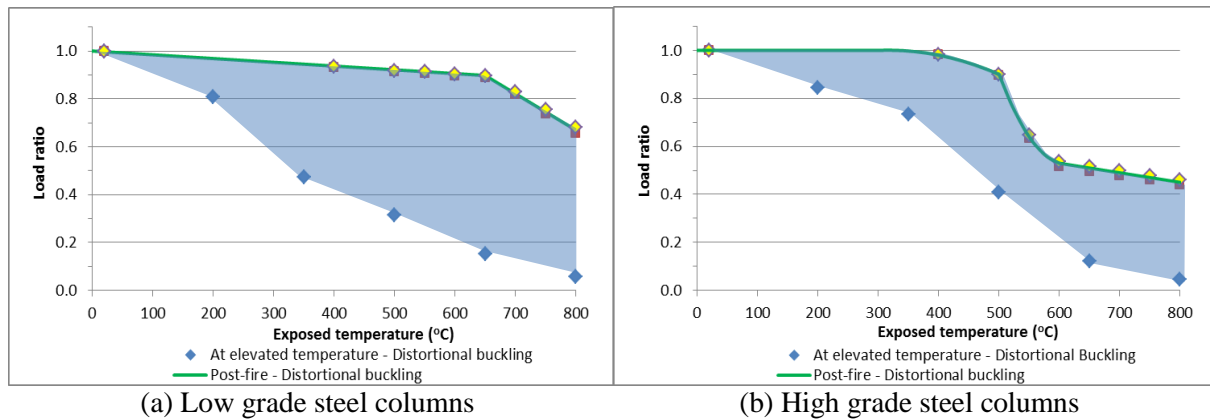 1.0
0.8
0.6
0.4
0.2
0.0
Load ratio
0 100 200 300 400 500 600 700 800
Exposed temperature (ºC)
At elevated temperature - Distortional buckling
Post-fire - Distortional buckling
(a) Low grade steel columns
1.0
0.8
0.6
0.4
0.2
0.0
Load ratio
0 100 200 300 400 500 600 700 800
Exposed temperature (ºC)
At elevated temperature - Distortional Buckling
Post-fire - Distortional buckling
(b) High grade steel columns